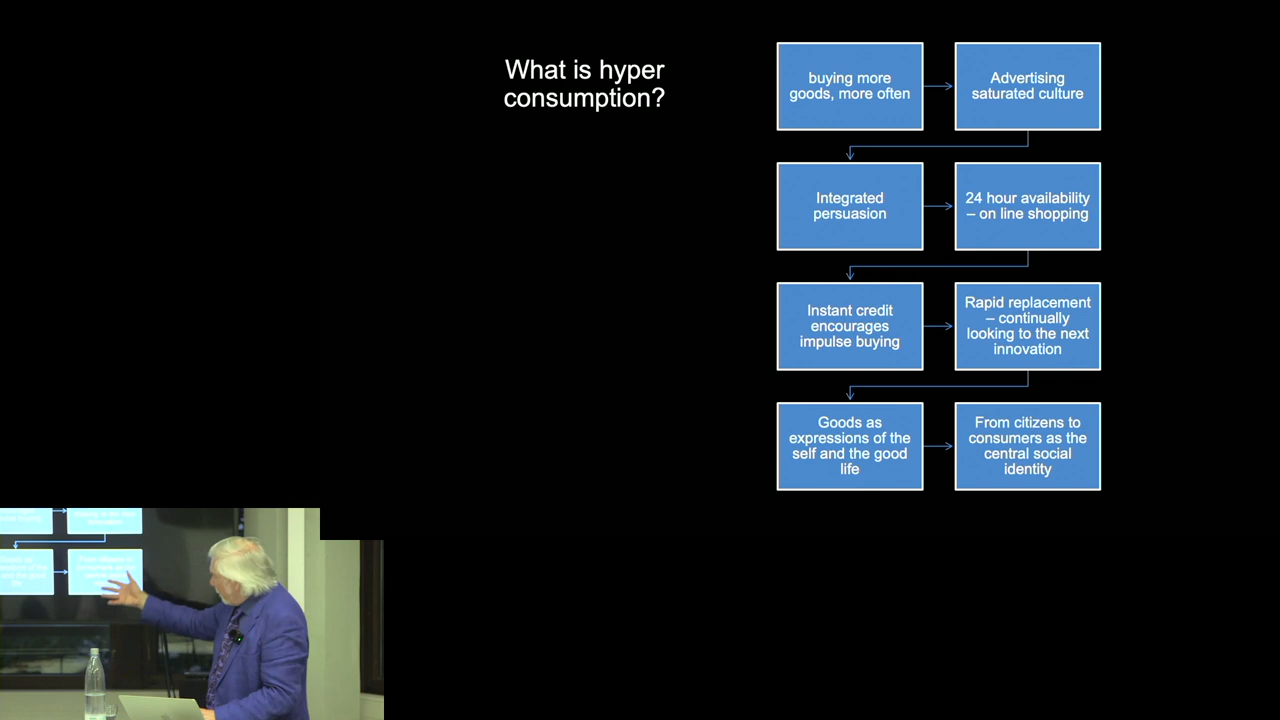 What is hyper
consumption?
buying more
goods, more often
Advertising
saturated culture
Integrated
persuasion
24 hour availability
– on line shopping
Instant credit
encourages
impulse buying
Rapid replacement
– continually
looking to the next
innovation
Goods as
expressions of the
self and the good
life
From citizens to
consumers as the
central social
identity